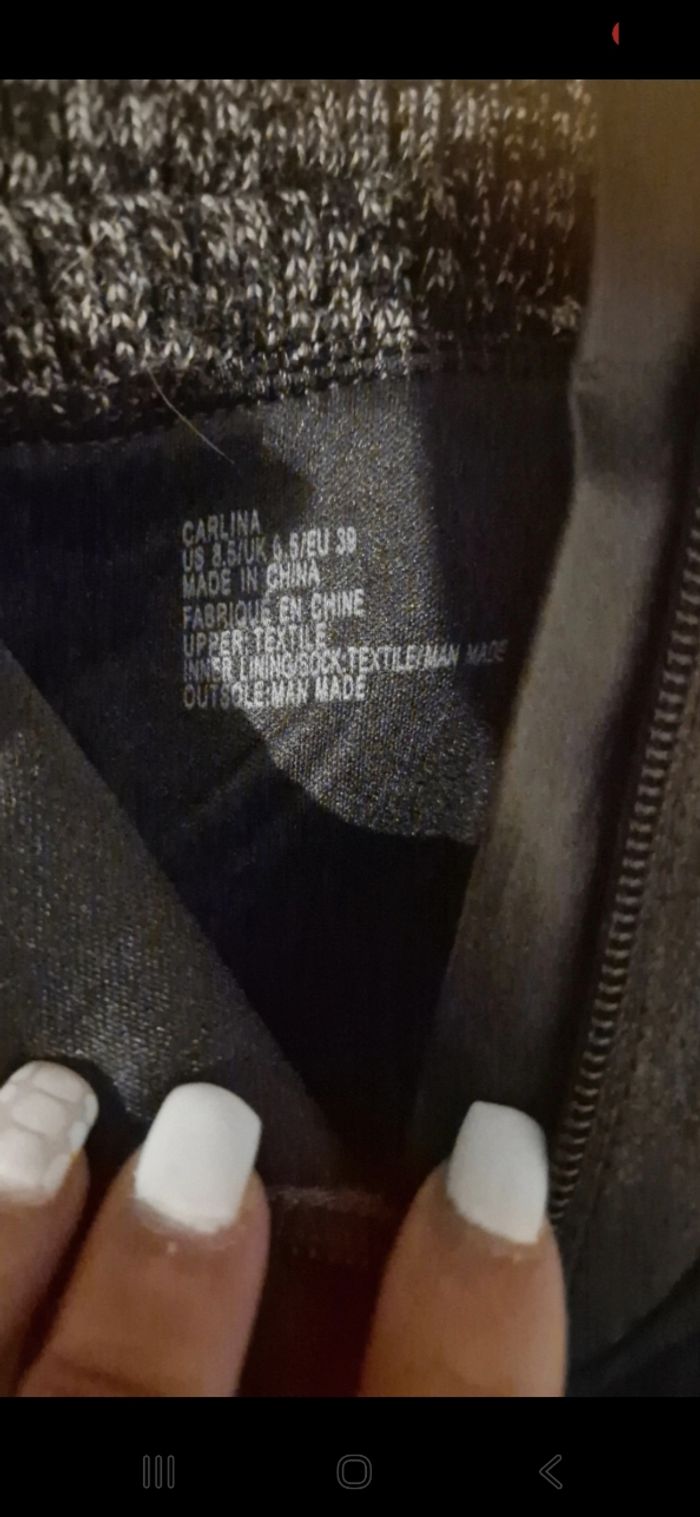 CARLINA
US 8.5/UK 6.5/EU 39
MADE IN CHINA
FABRIQUE EN CHINE
UPPER:TEXTILE
INNER LINING/SOCK:TEXTILE/MAN MADE
OUTSOLE:MAN MADE